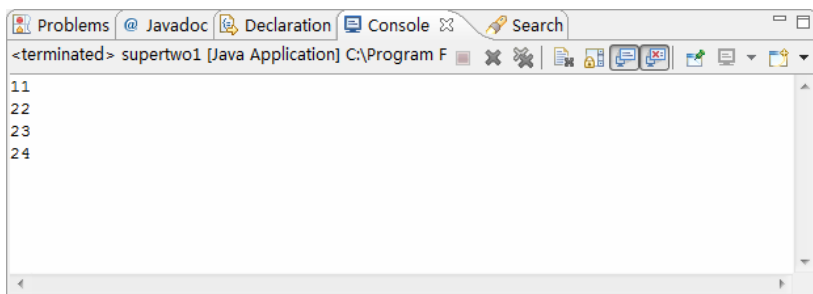 Problems @ Javadoc Declaration Console Search
<terminated> supertwo1 [Java Application] C:\Program F
11
22
23
24